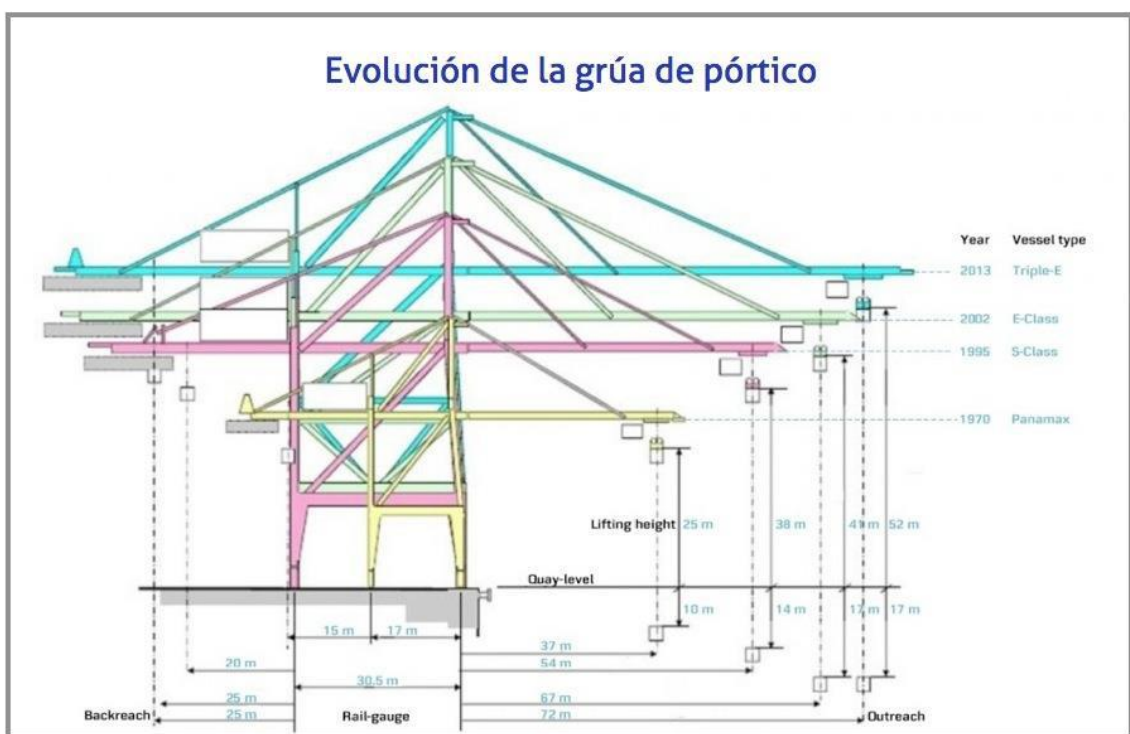 Evolución de la grúa de pórtico
Year Vessel type
2013 Triple-E
2002 E-Class
1995 S-Class
1970 Panamax
Lifting height 25 m 38 m 41 m 52 m
Quay-level
10 m 14 m 17 m 17 m
15 m 17 m
37 m
20 m 54 m
30.5 m
25 m 67 m
Backreach 25 m Rail-gauge 72 m Outreach